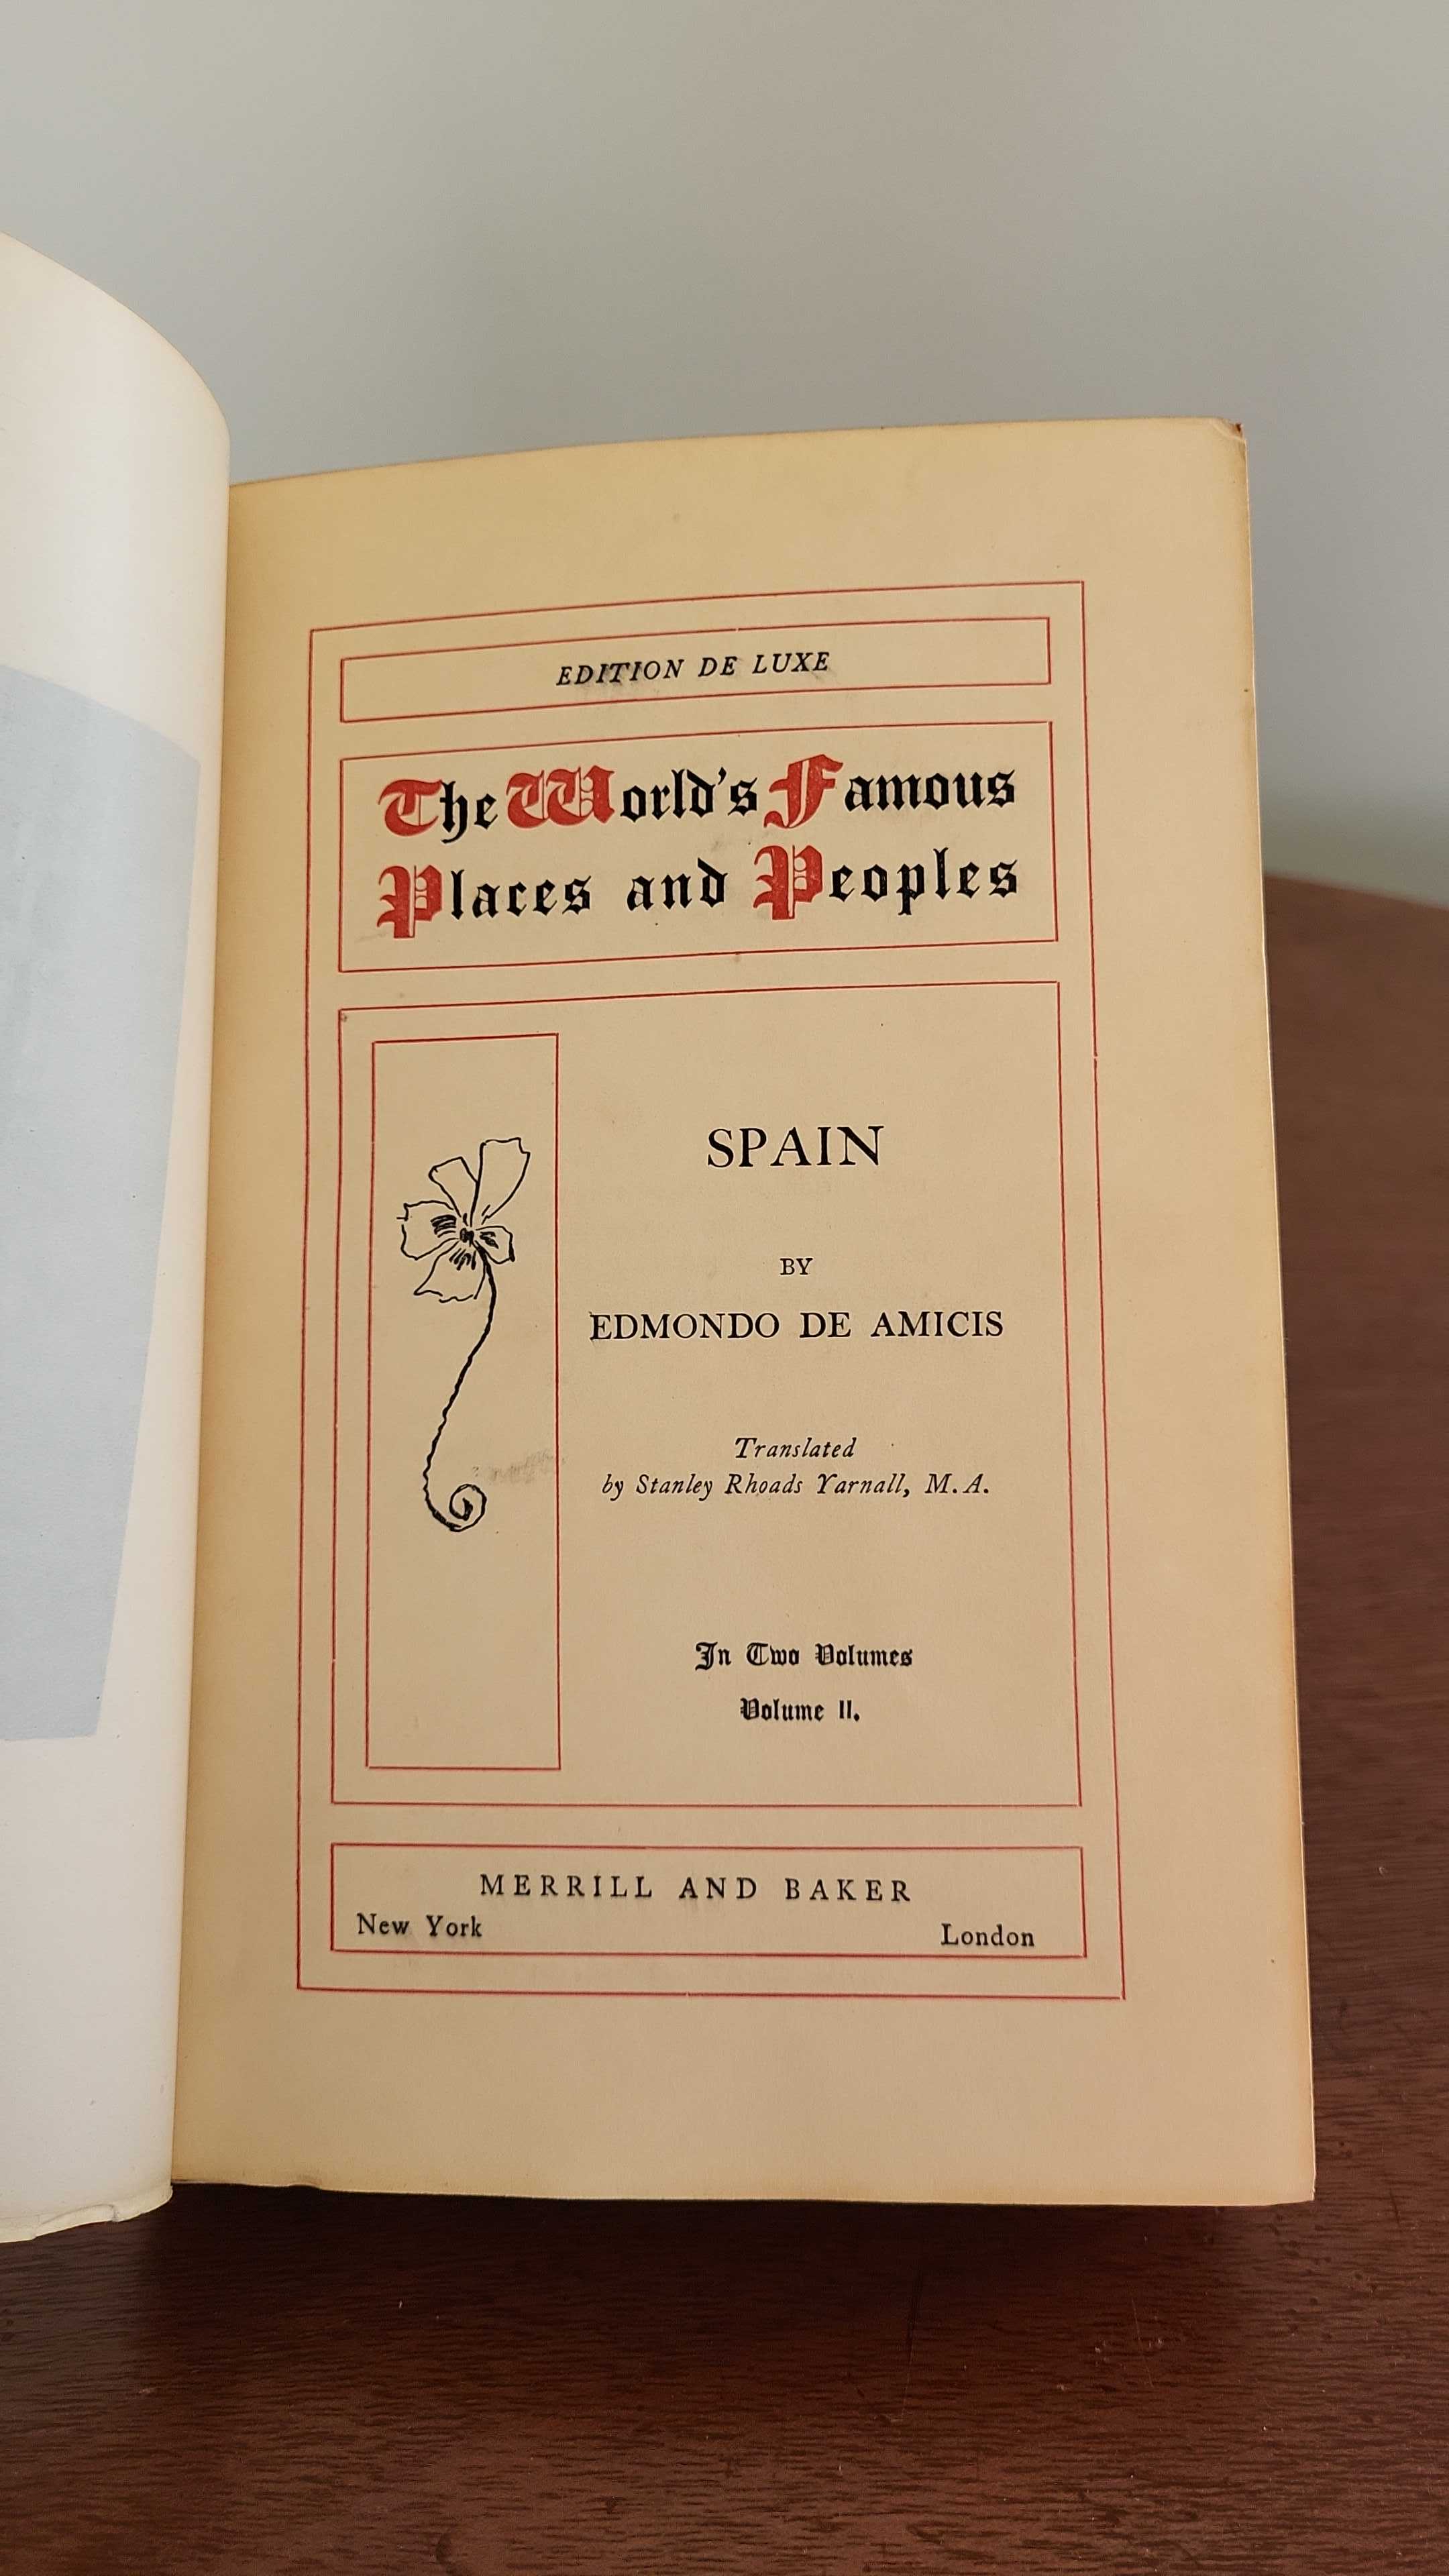 EDITION DE LUXE
The World's Famous
Places and Peoples
SPAIN
BY
EDMONDO DE AMICIS
Translated
by Stanley Rhoads Yarnall, M.A.
In Two Volumes
Volume II.
MERRILL AND BAKER
New York London